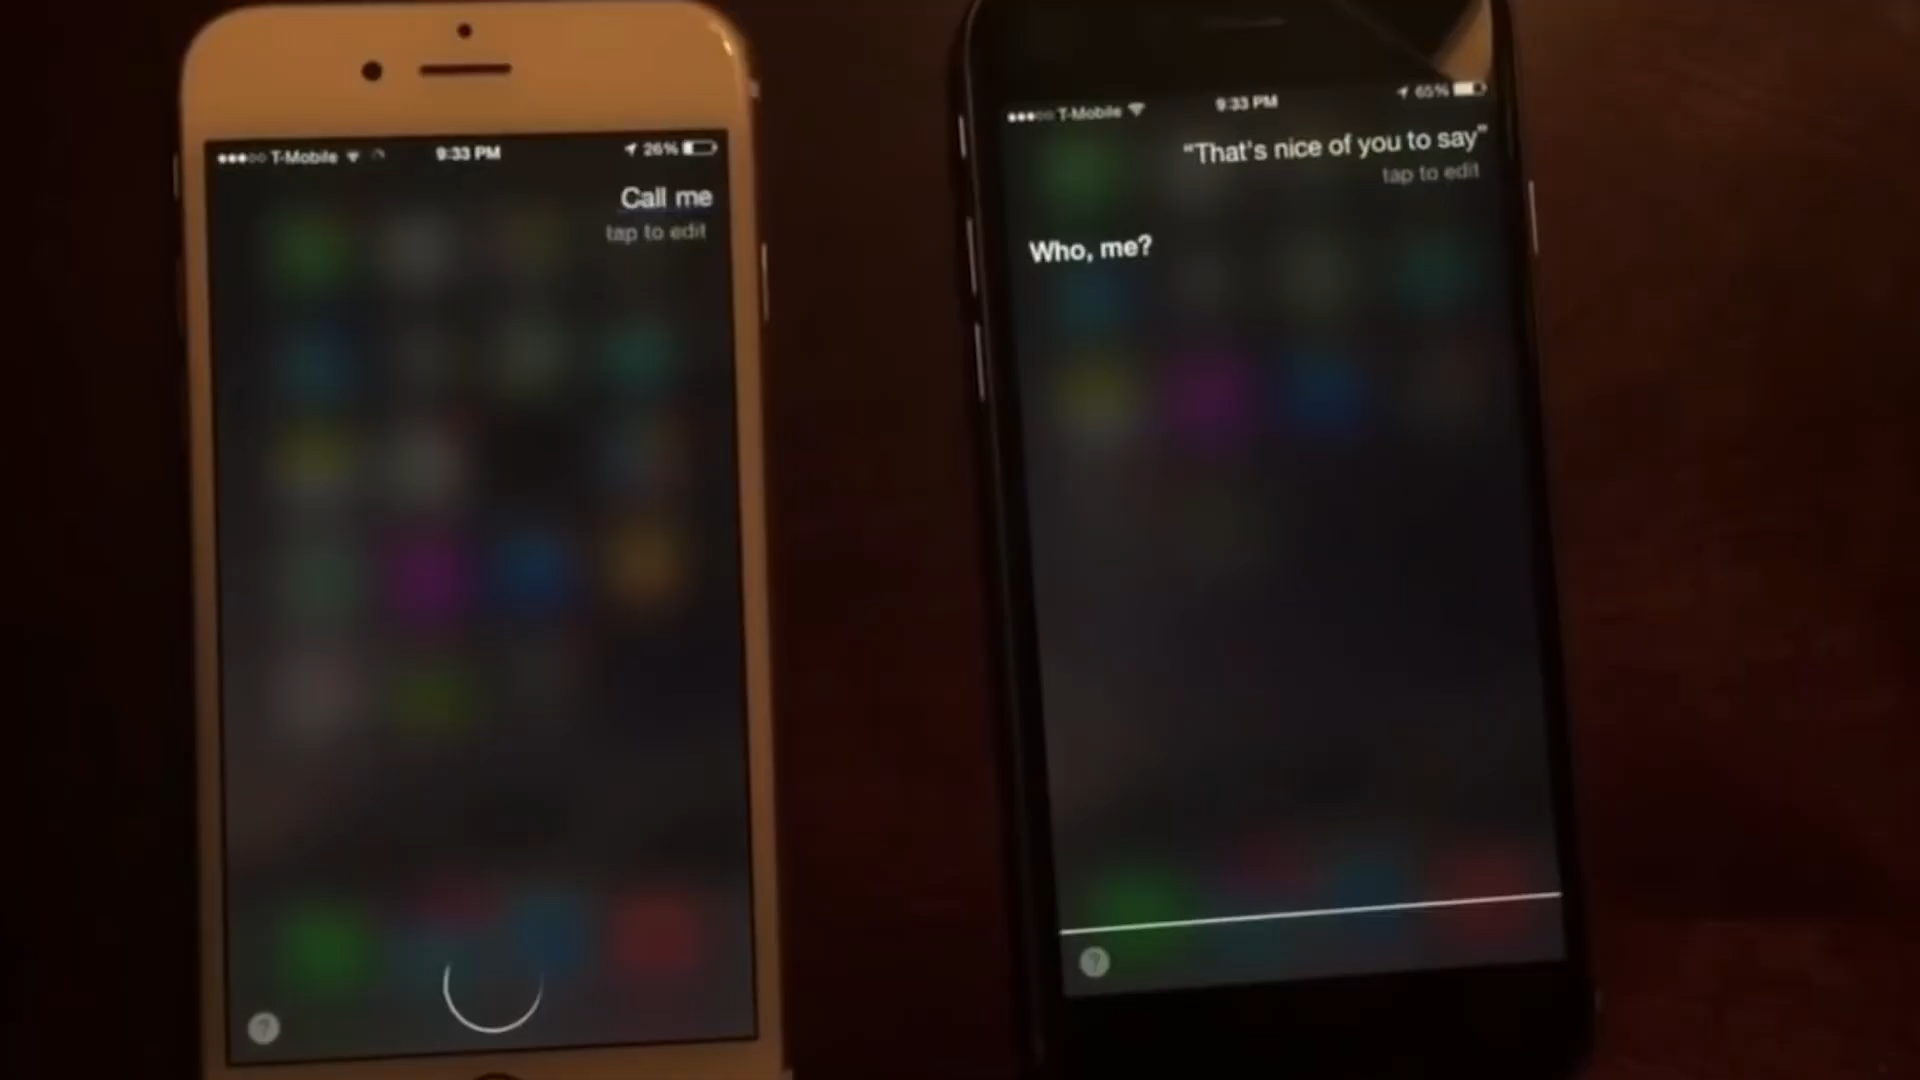 T-Mobile 9:33 PM 26%
Call me
tap to edit
?
T-Mobile 9:33 PM 65%
"That's nice of you to say"
tap to edit
Who, me?
?